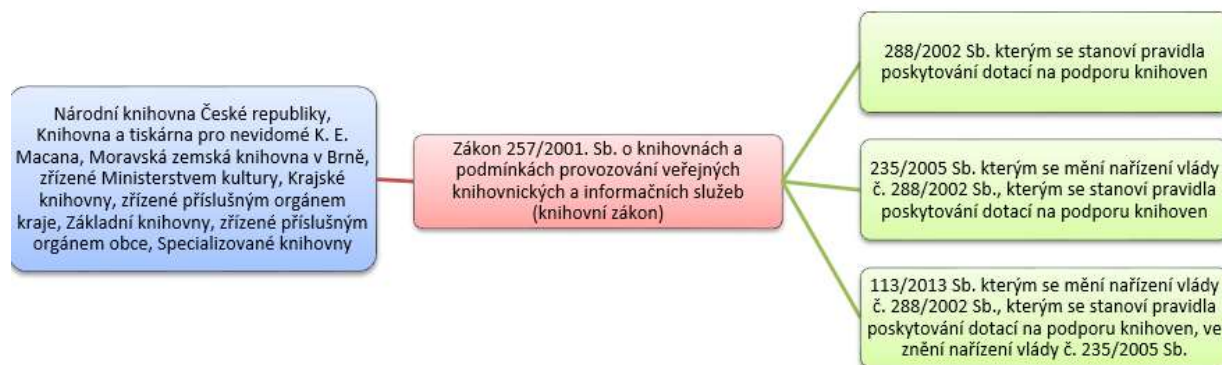 Národní knihovna České republiky,
Knihovna a tiskárna pro nevidomé K. E.
Macana, Moravská zemská knihovna v Brně,
zřízené Ministerstvem kultury, Krajské
knihovny, zřízené příslušným orgánem
kraje, Základní knihovny, zřízené příslušným
orgánem obce, Specializované knihovny
Zákon 257/2001. Sb. o knihovnách a
podmínkách provozování veřejných
knihovnických a informačních služeb
(knihovní zákon)
288/2002 Sb. kterým se stanoví pravidla
poskytování dotací na podporu knihoven
235/2005 Sb. kterým se mění nařízení vlády
č. 288/2002 Sb., kterým se stanoví pravidla
poskytování dotací na podporu knihoven
113/2013 Sb. kterým se mění nařízení vlády
č. 288/2002 Sb., kterým se stanoví pravidla
poskytování dotací na podporu knihoven, ve
znění nařízení vlády č. 235/2005 Sb.